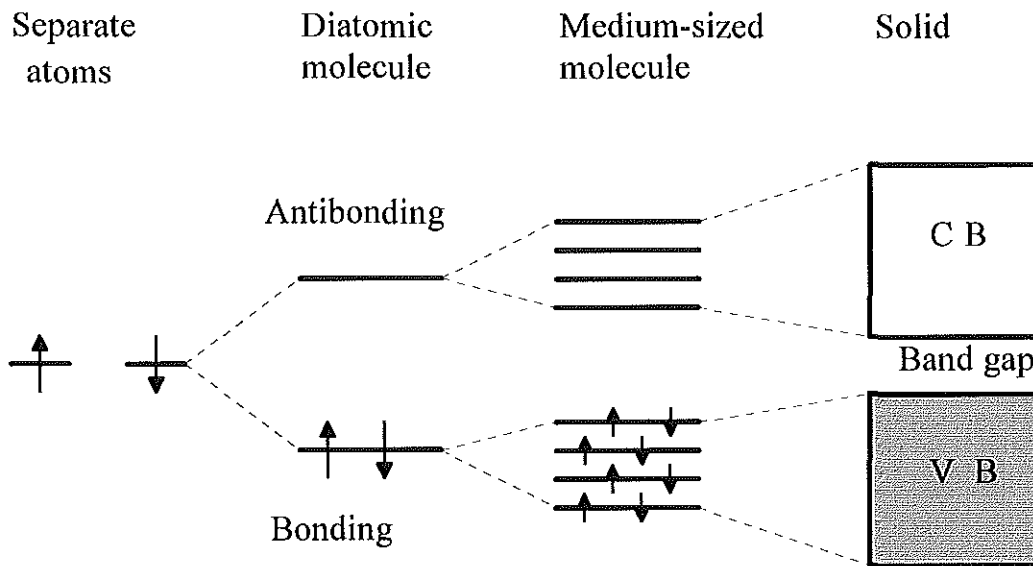 Separate
atoms
Diatomic
molecule
Medium-sized
molecule
Solid
Antibonding
C B
Band gap
V B
Bonding